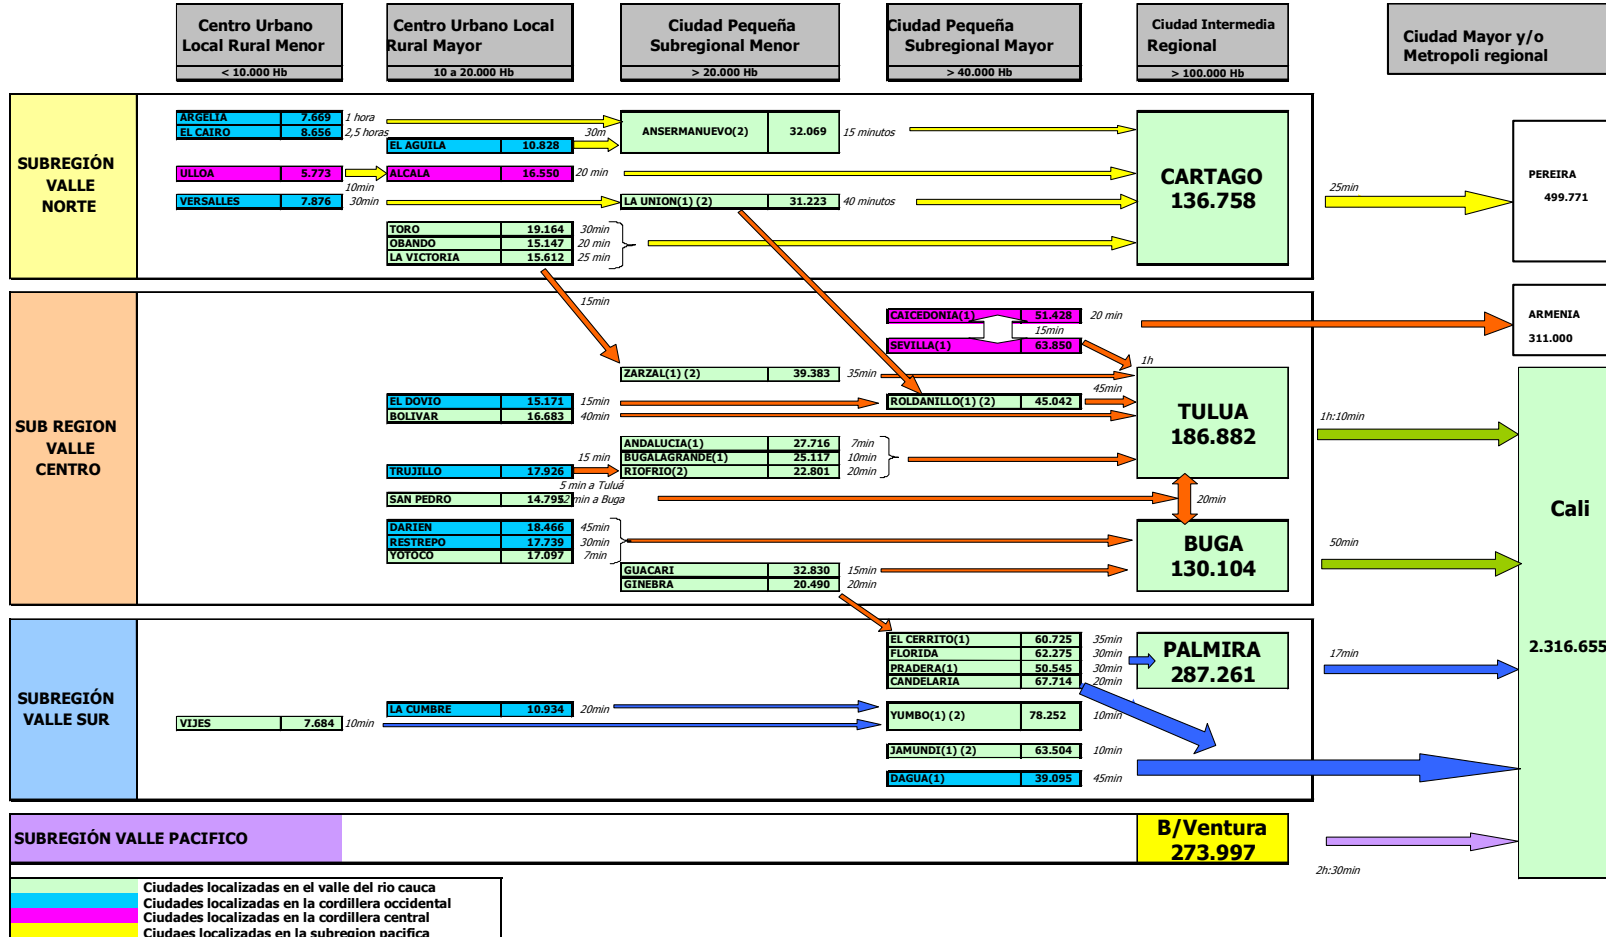 Centro Urbano
Local Rural Menor
< 10.000 Hb
Centro Urbano Local
Rural Mayor
10 a 20.000 Hb
Ciudad Pequeña
Subregional Menor
> 20.000 Hb
Ciudad Pequeña
Subregional Mayor
> 40.000 Hb
Ciudad Intermedia
Regional
> 100.000 Hb
Ciudad Mayor y/o
Metropoli regional
SUBREGIÓN
VALLE
NORTE
ARGELIA 7.669 1 hora
EL CAIRO 8.656 2,5 horas
EL AGUILA 10.828 30m
ANSERMANUEVO(2) 32.069 15 minutos
ULLOA 5.773 10min
ALCALA 16.550 20 min
VERSALLES 7.876 30min
LA UNION(1) (2) 31.223 40 minutos
TORO 19.164 30min
OBANDO 15.147 20 min
LA VICTORIA 15.612 25 min
CARTAGO
136.758
25min
PEREIRA
499.771
15min
SUB REGION
VALLE
CENTRO
CAICEDONIA(1) 51.428 20 min
15min
SEVILLA(1) 63.850
1h
ARMENIA
311.000
ZARZAL(1) (2) 39.383 35min
45min
EL DOVIO 15.171 15min
ROLDANILLO(1) (2) 45.042
BOLIVAR 16.683 40min
TULUA
186.882
1h:10min
ANDALUCIA(1) 27.716 7min
BUGALAGRANDE(1) 25.117 10min
RIOFRIO(2) 22.801 20min
15 min
TRUJILLO 17.926
5 min a Tuluá
SAN PEDRO 14.795 2 min a Buga
20min
DARIEN 18.466 45min
RESTREPO 17.739 30min
YOTOCO 17.097 7min
BUGA
130.104
50min
GUACARI 32.830 15min
GINEBRA 20.490 20min
Cali
2.316.655
SUBREGIÓN
VALLE SUR
EL CERRITO(1) 60.725 35min
FLORIDA 62.275 30min
PRADERA(1) 50.545 30min
CANDELARIA 67.714 20min
PALMIRA
287.261
17min
LA CUMBRE 10.934 20min
VIJES 7.684 10min
YUMBO(1) (2) 78.252 10min
JAMUNDI(1) (2) 63.504 10min
DAGUA(1) 39.095 45min
SUBREGIÓN VALLE PACIFICO
B/Ventura
273.997
2h:30min
Ciudades localizadas en el valle del rio cauca
Ciudades localizadas en la cordillera occidental
Ciudades localizadas en la cordillera central
Ciudaes localizadas en la subregion pacifica